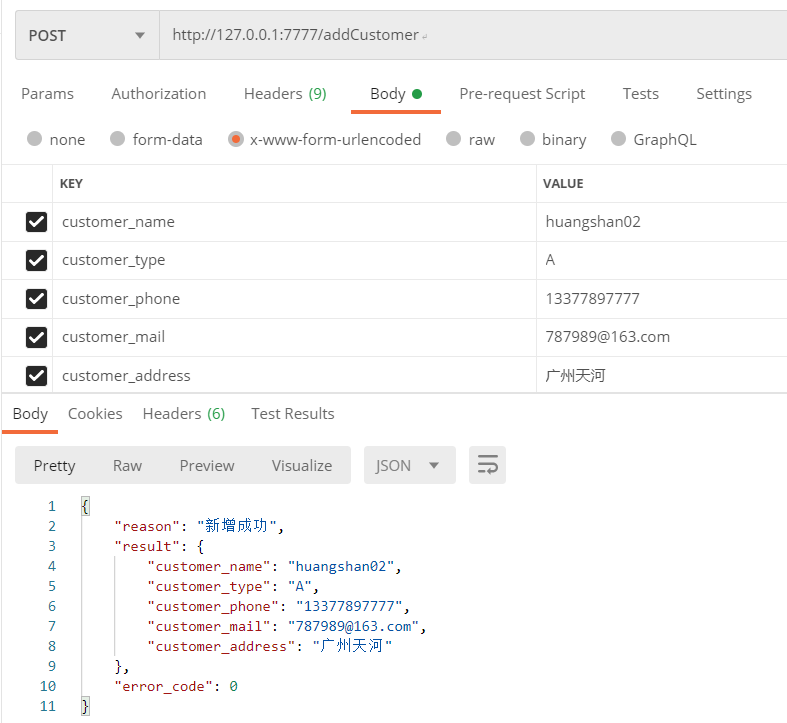 POST http://127.0.0.1:7777/addCustomer
Params Authorization Headers (9) Body Pre-request Script Tests Settings
none form-data x-www-form-urlencoded raw binary GraphQL
KEY VALUE
customer_name huangshan02
customer_type A
customer_phone 13377897777
customer_mail 787989@163.com
customer_address 广州天河
Body Cookies Headers (6) Test Results
Pretty Raw Preview Visualize JSON
1 {
2 "reason": "新增成功",
3 "result": {
4 "customer_name": "huangshan02",
5 "customer_type": "A",
6 "customer_phone": "13377897777",
7 "customer_mail": "787989@163.com",
8 "customer_address": "广州天河"
9 },
10 "error_code": 0
11 }